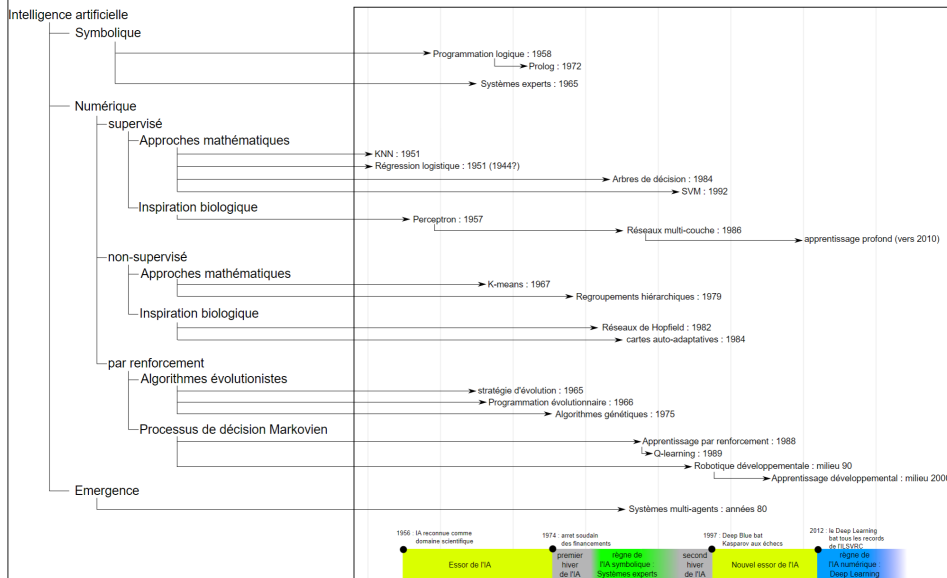 Intelligence artificielle
Symbolique
Programmation logique : 1958
Prolog : 1972
Systèmes experts : 1965
Numérique
supervisé
Approches mathématiques
KNN : 1951
Régression logistique : 1951 (1944?)
Arbres de décision : 1984
SVM : 1992
Inspiration biologique
Perceptron : 1957
Réseaux multi-couche : 1986
apprentissage profond (vers 2010)
non-supervisé
Approches mathématiques
K-means : 1967
Regroupements hiérarchiques : 1979
Inspiration biologique
Réseaux de Hopfield : 1982
cartes auto-adaptatives : 1984
par renforcement
Algorithmes évolutionistes
stratégie d'évolution : 1965
Programmation évolutionnaire : 1966
Algorithmes génétiques : 1975
Processus de décision Markovien
Apprentissage par renforcement : 1988
Q-learning : 1989
Robotique développementale : milieu 90
Apprentissage développemental : milieu 2000
Emergence
Systèmes multi-agents : années 80
1956 : IA reconnue comme
domaine scientifique
1974 : arret soudain
des financements
1997 : Deep Blue bat
Kasparov aux échecs
2012 : le Deep Learning
bat tous les records
de l'ILSVRC
Essor de l'IA
premier
hiver
de l'IA
règne de
l'IA symbolique :
Systèmes experts
second
hiver
de l'IA
Nouvel essor de l'IA
règne de
l'IA numérique :
Deep Learning